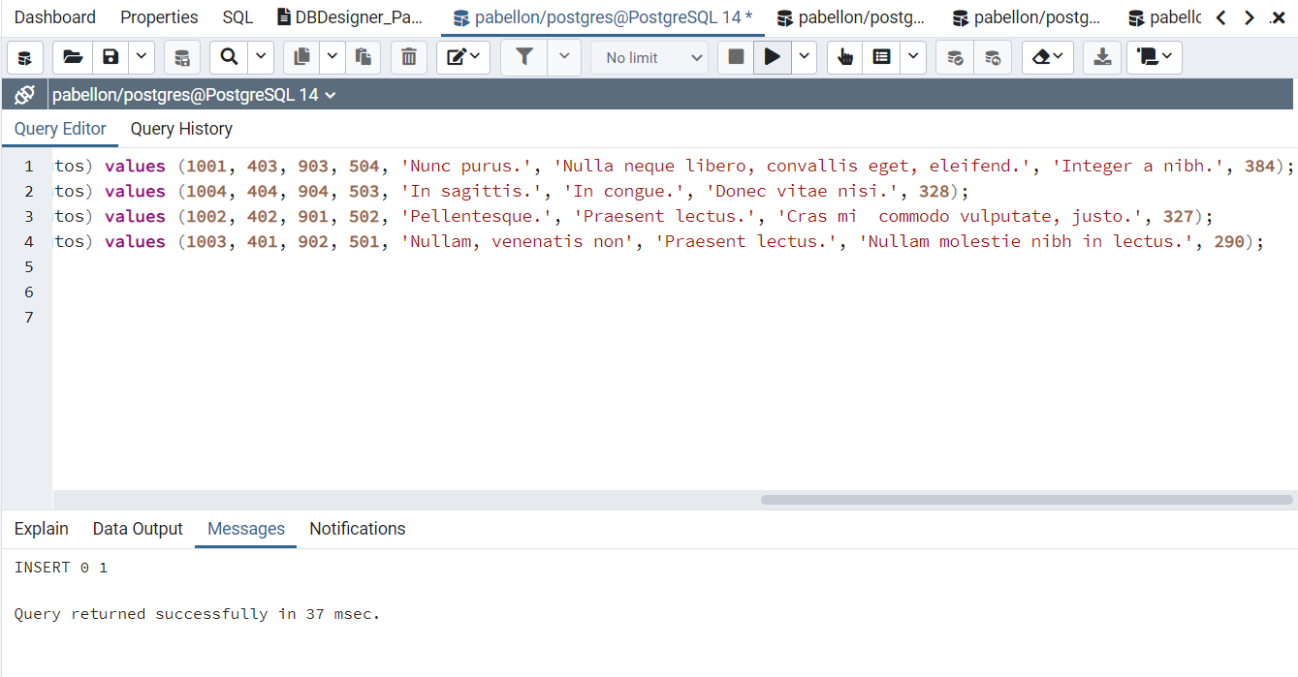 Dashboard Properties SQL DBDesigner_Pa... pabellon/postgres@PostgreSQL 14 * pabellon/postg... pabellon/postg... pabello
No limit
pabellon/postgres@PostgreSQL 14
Query Editor Query History
1 tos) values (1001, 403, 903, 504, 'Nunc purus.', 'Nulla neque libero, convallis eget, eleifend.', 'Integer a nibh.', 384);
2 tos) values (1004, 404, 904, 503, 'In sagittis.', 'In congue.', 'Donec vitae nisi.', 328);
3 tos) values (1002, 402, 901, 502, 'Pellentesque.', 'Praesent lectus.', 'Cras mi  commodo vulputate, justo.', 327);
4 tos) values (1003, 401, 902, 501, 'Nullam, venenatis non', 'Praesent lectus.', 'Nullam molestie nibh in lectus.', 290);
5
6
7
Explain Data Output Messages Notifications
INSERT 0 1
Query returned successfully in 37 msec.